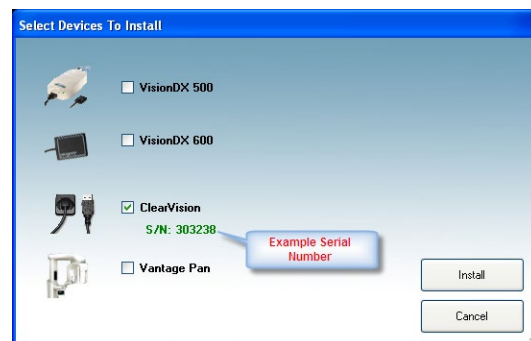 Select Devices To Install
VisionDX 500
VisionDX 600
ClearVision
S/N: 303238
Example Serial
Number
Vantage Pan
Install
Cancel